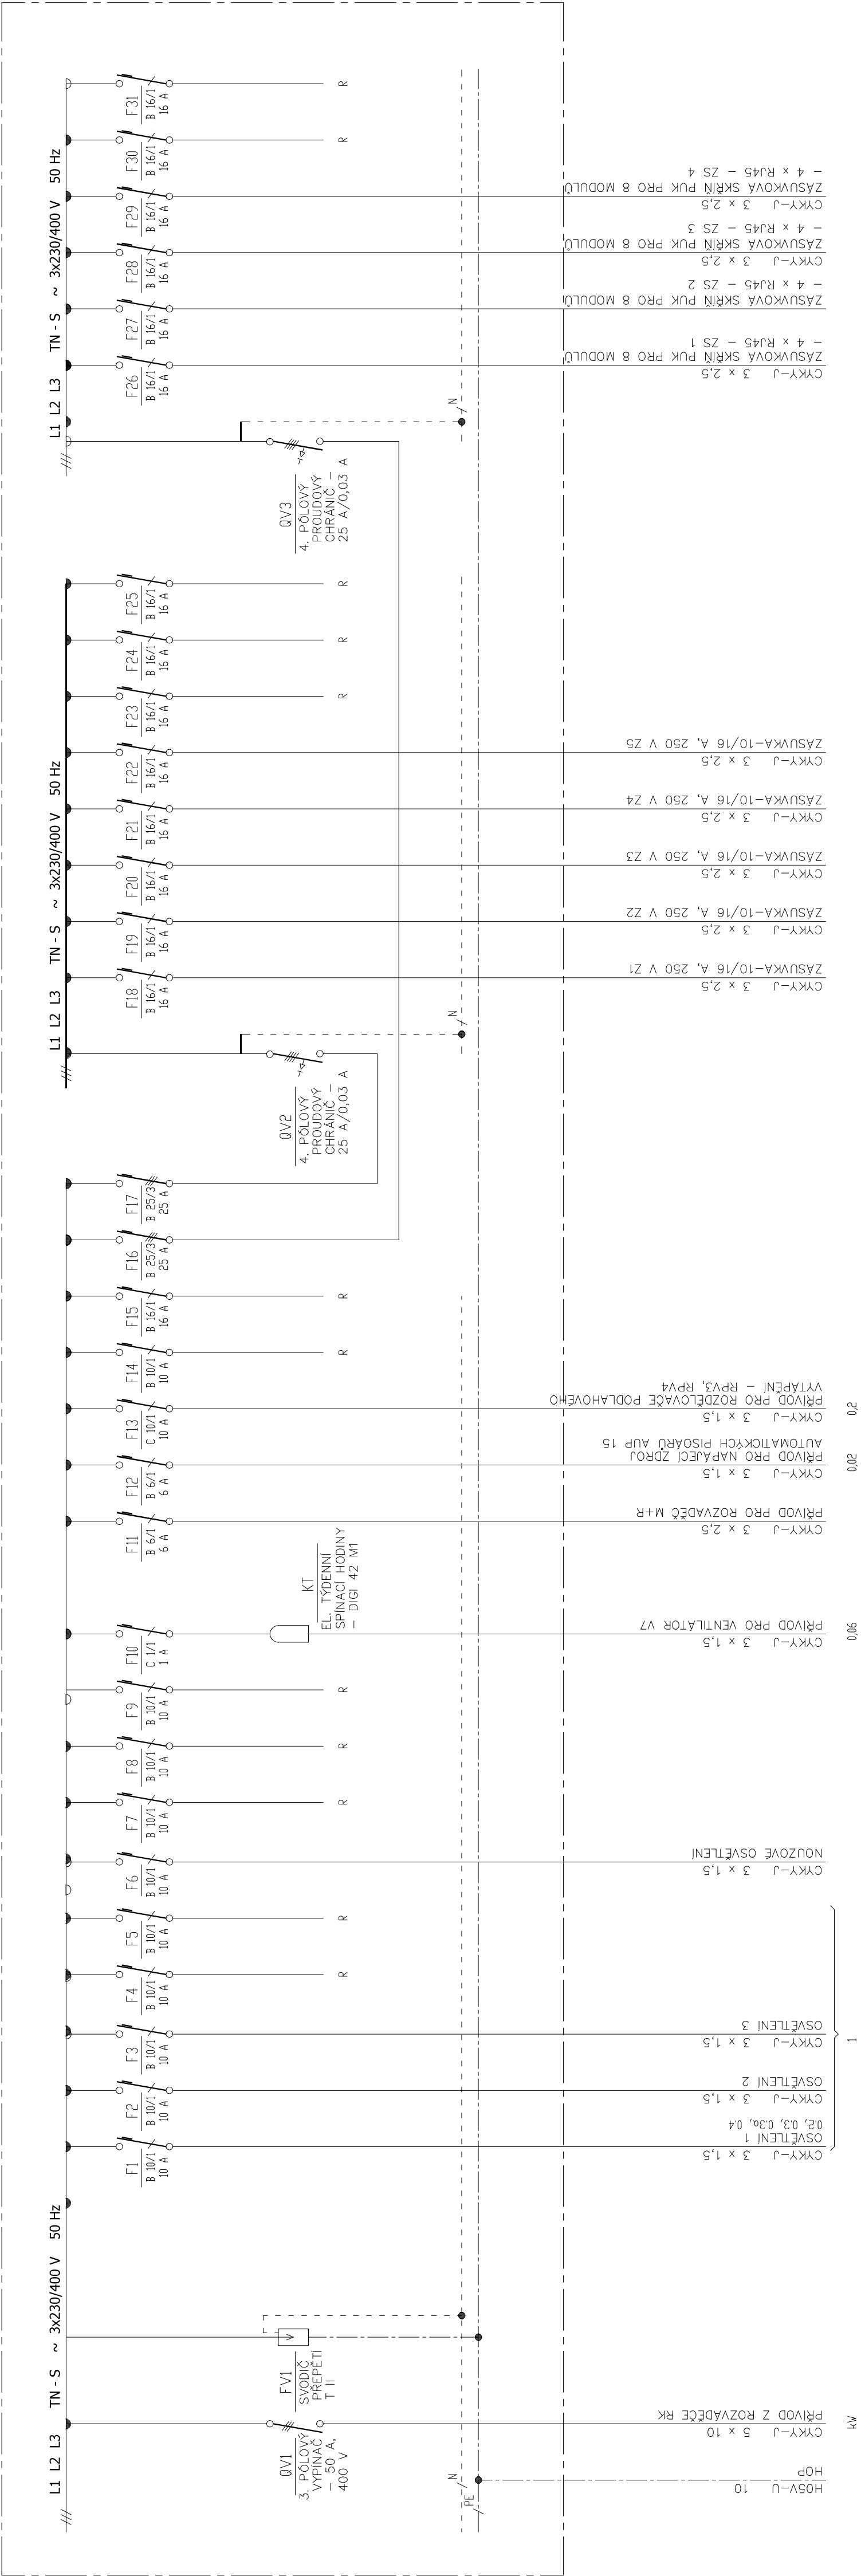 L1 L2 L3 TN - S ~ 3x230/400 V 50 Hz
QV1
3. PÓLOVÝ
VYPÍNAČ
- 50 A,
400 V
FV1
SVODIČ
PŘEPĚTÍ
T II
N
PE
H05V-U 10
HOP
CYKY-J 5 x 10
PŘÍVOD Z ROZVÁDĚČE RK
kW
F1
B 10/1
10 A
CYKY-J 3 x 1,5
OSVĚTLENÍ 1
0.2, 0.3, 0.3a, 0.4
F2
B 10/1
10 A
CYKY-J 3 x 1,5
OSVĚTLENÍ 2
F3
B 10/1
10 A
CYKY-J 3 x 1,5
OSVĚTLENÍ 3
1
F4
B 10/1
10 A
R
F5
B 10/1
10 A
R
F6
B 10/1
10 A
CYKY-J 3 x 1,5
NOUZOVÉ OSVĚTLENÍ
F7
B 10/1
10 A
R
F8
B 10/1
10 A
R
F9
B 10/1
10 A
R
F10
C 1/1
1 A
KT
EL. TÝDENNÍ
SPÍNACÍ HODINY
- DIGI 42 M1
CYKY-J 3 x 1,5
PŘÍVOD PRO VENTILÁTOR V7
0,06
F11
B 6/1
6 A
CYKY-J 3 x 2,5
PŘÍVOD PRO ROZVADĚČ M+R
F12
B 6/1
6 A
CYKY-J 3 x 1,5
PŘÍVOD PRO NAPÁJECÍ ZDROJ
AUTOMATICKÝCH PISOÁRŮ AUP 15
0,02
F13
C 10/1
10 A
CYKY-J 3 x 1,5
PŘÍVOD PRO ROZDĚLOVAČE PODLAHOVÉHO
VYTÁPĚNÍ - RPV3, RPV4
0,2
F14
B 10/1
10 A
R
F15
B 16/1
16 A
R
F16
B 25/3
25 A
F17
B 25/3
25 A
L1 L2 L3 TN - S ~ 3x230/400 V 50 Hz
QV2
4. PÓLOVÝ
PROUDOVÝ
CHRÁNIČ -
25 A/0,03 A
N
F18
B 16/1
16 A
CYKY-J 3 x 2,5
ZÁSUVKA-10/16 A, 250 V Z1
F19
B 16/1
16 A
CYKY-J 3 x 2,5
ZÁSUVKA-10/16 A, 250 V Z2
F20
B 16/1
16 A
CYKY-J 3 x 2,5
ZÁSUVKA-10/16 A, 250 V Z3
F21
B 16/1
16 A
CYKY-J 3 x 2,5
ZÁSUVKA-10/16 A, 250 V Z4
F22
B 16/1
16 A
CYKY-J 3 x 2,5
ZÁSUVKA-10/16 A, 250 V Z5
F23
B 16/1
16 A
R
F24
B 16/1
16 A
R
F25
B 16/1
16 A
R
L1 L2 L3 TN - S ~ 3x230/400 V 50 Hz
QV3
4. PÓLOVÝ
PROUDOVÝ
CHRÁNIČ -
25 A/0,03 A
N
F26
B 16/1
16 A
CYKY-J 3 x 2,5
ZÁSUVKOVÁ SKŘÍŇ PUK PRO 8 MODULŮ
- 4 x RJ45 - ZS 1
F27
B 16/1
16 A
ZÁSUVKOVÁ SKŘÍŇ PUK PRO 8 MODULŮ
- 4 x RJ45 - ZS 2
F28
B 16/1
16 A
CYKY-J 3 x 2,5
ZÁSUVKOVÁ SKŘÍŇ PUK PRO 8 MODULŮ
- 4 x RJ45 - ZS 3
F29
B 16/1
16 A
CYKY-J 3 x 2,5
ZÁSUVKOVÁ SKŘÍŇ PUK PRO 8 MODULŮ
- 4 x RJ45 - ZS 4
F30
B 16/1
16 A
R
F31
B 16/1
16 A
R